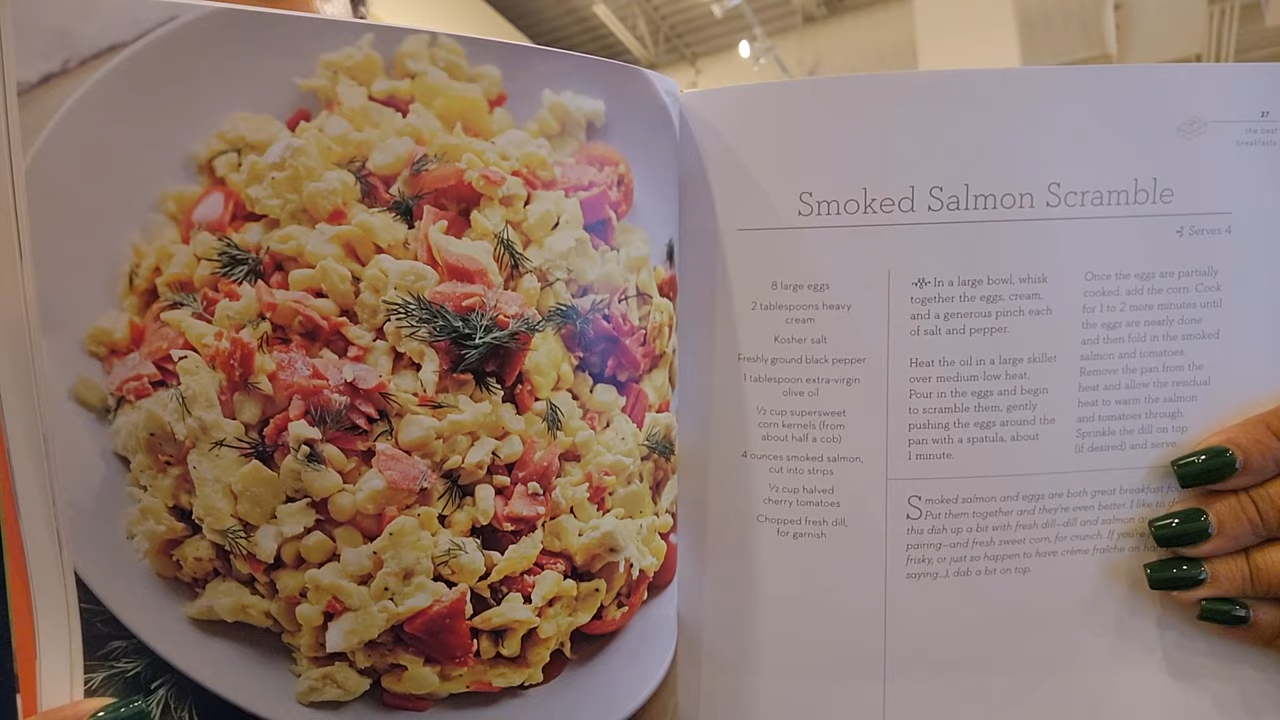 27
the best
breakfasts
Smoked Salmon Scramble
Serves 4
8 large eggs
2 tablespoons heavy
cream
Kosher salt
Freshly ground black pepper
1 tablespoon extra-virgin
olive oil
½ cup supersweet
corn kernels (from
about half a cob)
4 ounces smoked salmon,
cut into strips
½ cup halved
cherry tomatoes
Chopped fresh dill,
for garnish
In a large bowl, whisk
together the eggs, cream,
and a generous pinch each
of salt and pepper.
Heat the oil in a large skillet
over medium-low heat.
Pour in the eggs and begin
to scramble them, gently
pushing the eggs around the
pan with a spatula, about
1 minute.
Once the eggs are partially
cooked, add the corn. Cook
for 1 to 2 more minutes until
the eggs are nearly done
and then fold in the smoked
salmon and tomatoes.
Remove the pan from the
heat and allow the residual
heat to warm the salmon
and tomatoes through.
Sprinkle the dill on top
(if desired) and serve.
Smoked salmon and eggs are both great breakfast
Put them together and they're even better. I like to
this dish up a bit with fresh dill–dill and salmon
pairing–and fresh sweet corn, for crunch. If you're
frisky, or just so happen to have crème fraîche on
saying...), dab a bit on top.